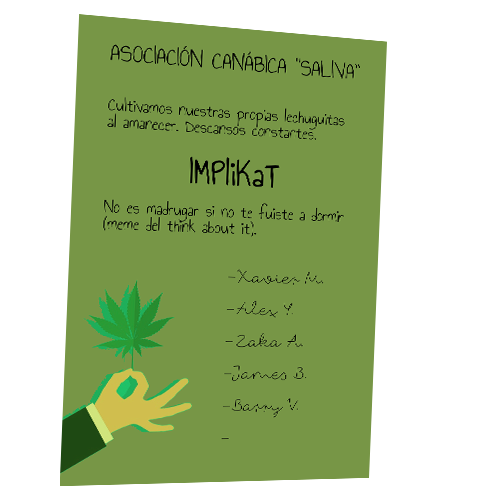 ASOCIACIÓN CANÁBICA "SALIVA"
Cultivamos nuestras propias lechuguitas
al amanecer. Descansos constantes.
IMPliKaT
No es madrugar si no te fuiste a dormir
(meme del think about it).
-Xavier M.
-Alex Y.
-Zaka A.
-James B.
-Barry V.
-